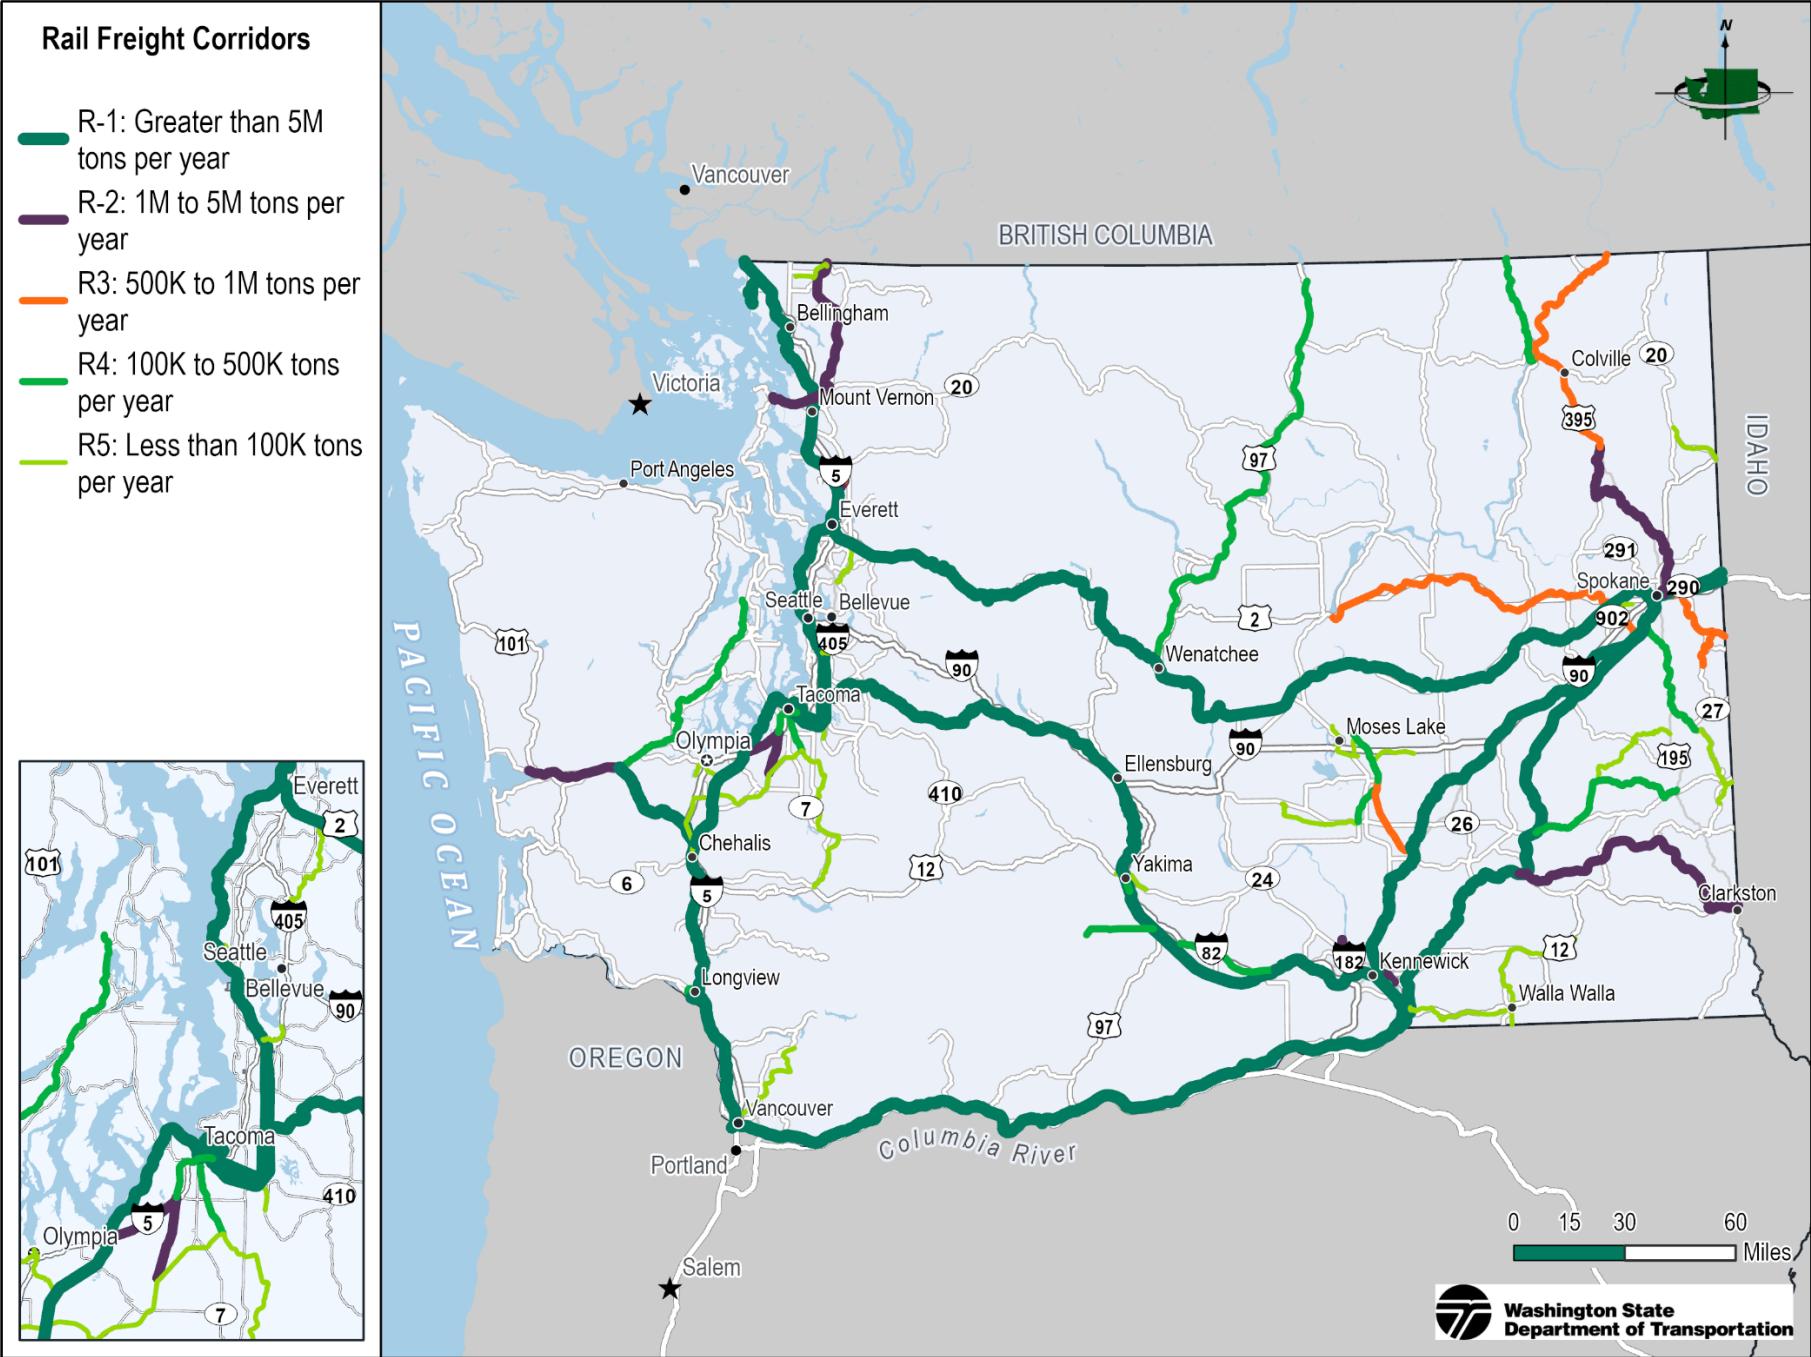 Rail Freight Corridors
R-1: Greater than 5M
tons per year
R-2: 1M to 5M tons per
year
R3: 500K to 1M tons per
year
R4: 100K to 500K tons
per year
R5: Less than 100K tons
per year
N
Vancouver
BRITISH COLUMBIA
Bellingham
Victoria
Mount Vernon
20
Colville
20
395
IDAHO
97
Port Angeles
5
Everett
291
Spokane
290
Seattle
Bellevue
902
2
101
405
PACIFIC OCEAN
90
Wenatchee
90
Tacoma
27
Moses Lake
Olympia
90
195
Ellensburg
410
7
26
Chehalis
Yakima
12
6
24
5
Clarkston
82
182
Kennewick
12
Longview
Walla Walla
97
OREGON
Vancouver
Columbia River
Portland
Salem
Everett
2
101
405
Seattle
Bellevue
90
Tacoma
410
5
Olympia
7
0 15 30 60
Miles
Washington State
Department of Transportation